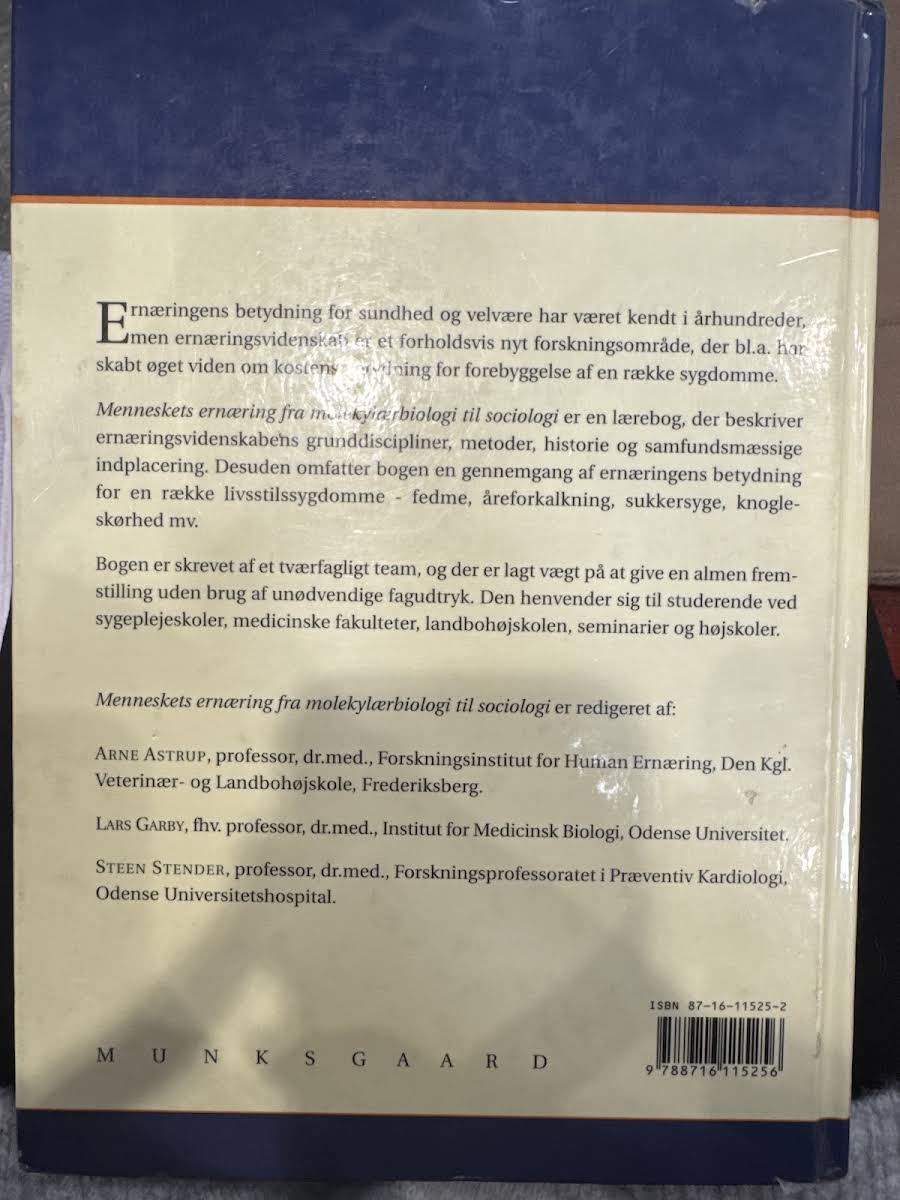 Ernæringens betydning for sundhed og velvære har været kendt i århundreder,
men ernæringsvidenskab er et forholdsvis nyt forskningsområde, der bl.a. har
skabt øget viden om kostens betydning for forebyggelse af en række sygdomme.
Menneskets ernæring fra molekylærbiologi til sociologi er en lærebog, der beskriver
ernæringsvidenskabens grunddiscipliner, metoder, historie og samfundsmæssige
indplacering. Desuden omfatter bogen en gennemgang af ernæringens betydning
for en række livsstilssygdomme - fedme, åreforkalkning, sukkersyge, knogle-
skørhed mv.
Bogen er skrevet af et tværfagligt team, og der er lagt vægt på at give en almen frem-
stilling uden brug af unødvendige fagudtryk. Den henvender sig til studerende ved
sygeplejeskoler, medicinske fakulteter, landbohøjskolen, seminarier og højskoler.
Menneskets ernæring fra molekylærbiologi til sociologi er redigeret af:
ARNE ASTRUP, professor, dr.med., Forskningsinstitut for Human Ernæring, Den Kgl.
Veterinær- og Landbohøjskole, Frederiksberg.
LARS GARBY, fhv. professor, dr.med., Institut for Medicinsk Biologi, Odense Universitet.
STEEN STENDER, professor, dr.med., Forskningsprofessoratet i Præventiv Kardiologi,
Odense Universitetshospital.
ISBN 87-16-11525-2
MUNKSGAARD
9 788716 115256